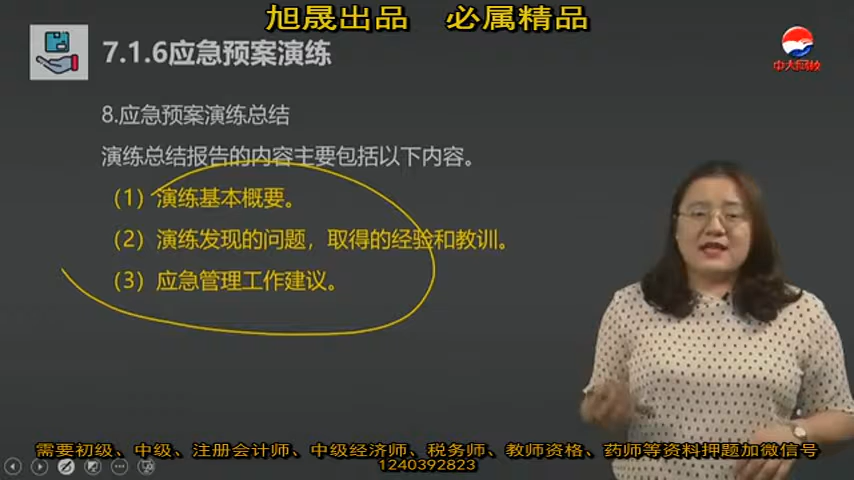 旭晟出品 必属精品
7.1.6应急预案演练
中大网校
8.应急预案演练总结
演练总结报告的内容主要包括以下内容。
（1）演练基本概要。
（2）演练发现的问题，取得的经验和教训。
（3）应急管理工作建议。
需要初级、中级、注册会计师、中级经济师、税务师、教师资格、药师等资料押题加微信号
1240392823